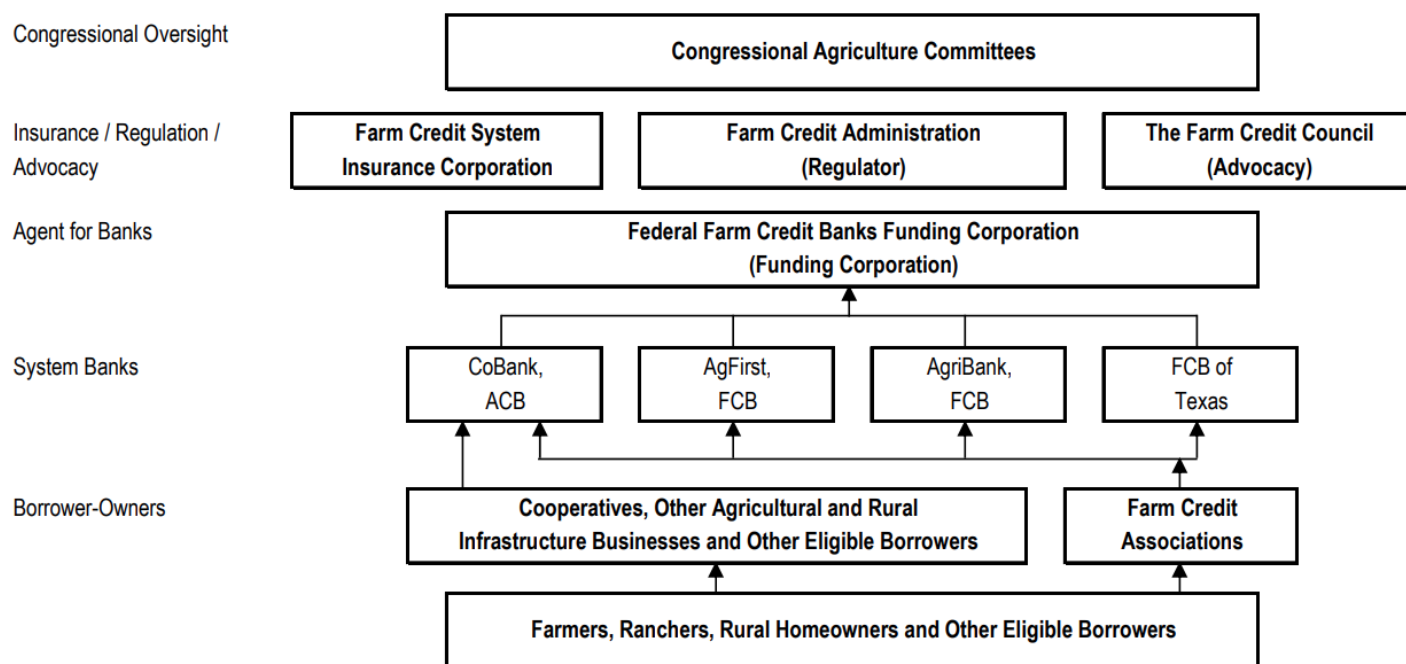 Congressional Oversight
Congressional Agriculture Committees
Insurance / Regulation /
Advocacy
Farm Credit System
Insurance Corporation
Farm Credit Administration
(Regulator)
The Farm Credit Council
(Advocacy)
Agent for Banks
Federal Farm Credit Banks Funding Corporation
(Funding Corporation)
System Banks
CoBank,
ACB
AgFirst,
FCB
AgriBank,
FCB
FCB of
Texas
Borrower-Owners
Cooperatives, Other Agricultural and Rural
Infrastructure Businesses and Other Eligible Borrowers
Farm Credit
Associations
Farmers, Ranchers, Rural Homeowners and Other Eligible Borrowers